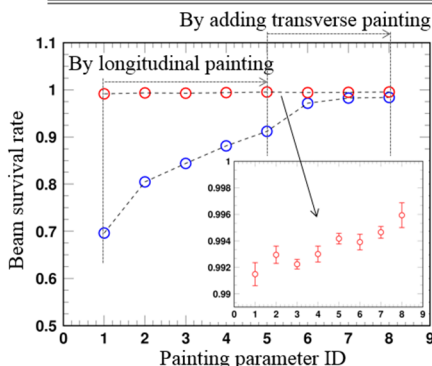 By adding transverse painting
By longitudinal painting
1.1
1
0.9
0.8
0.7
0.6
0.5
Beam survival rate
1
0.998
0.996
0.994
0.992
0.99
0 1 2 3 4 5 6 7 8 9
0 1 2 3 4 5 6 7 8 9
Painting parameter ID